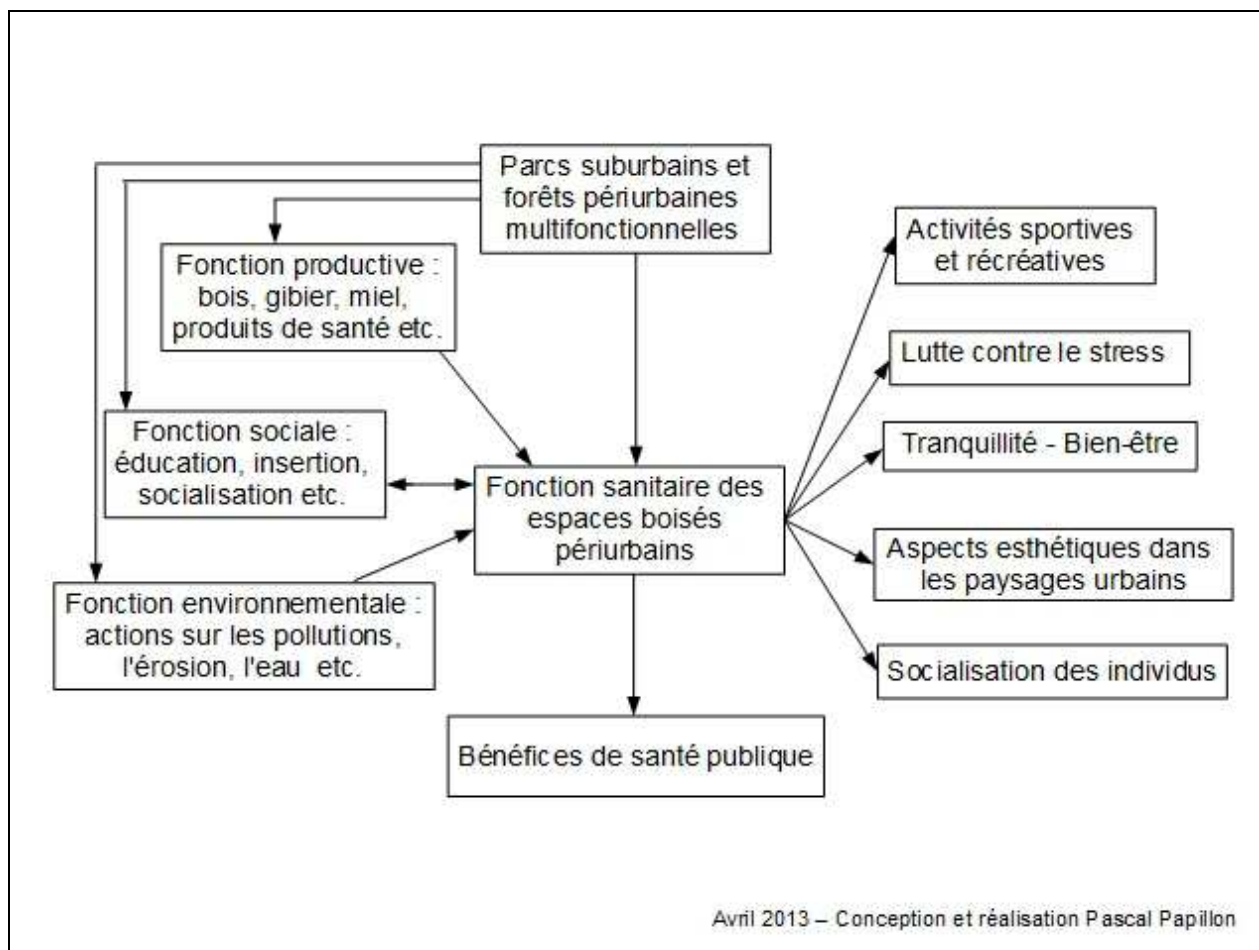 Parcs suburbains et
forêts périurbaines
multifonctionnelles
Fonction productive :
bois, gibier, miel,
produits de santé etc.
Fonction sociale :
éducation, insertion,
socialisation etc.
Fonction environnementale :
actions sur les pollutions,
l'érosion, l'eau etc.
Fonction sanitaire des
espaces boisés
périurbains
Bénéfices de santé publique
Activités sportives
et récréatives
Lutte contre le stress
Tranquillité - Bien-être
Aspects esthétiques dans
les paysages urbains
Socialisation des individus
Avril 2013 – Conception et réalisation Pascal Papillon